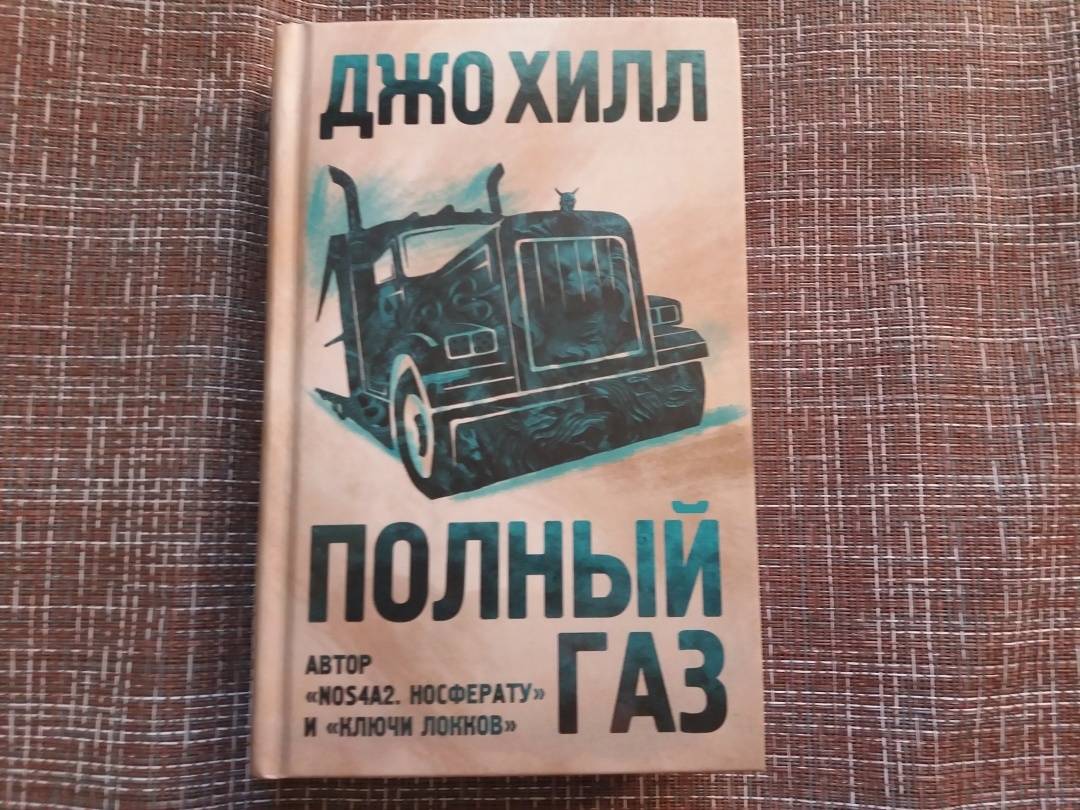 ДЖО ХИЛЛ
ПОЛНЫЙ
ГАЗ
АВТОР
«NOS4A2. НОСФЕРАТУ»
И «КЛЮЧИ ЛОККОВ»